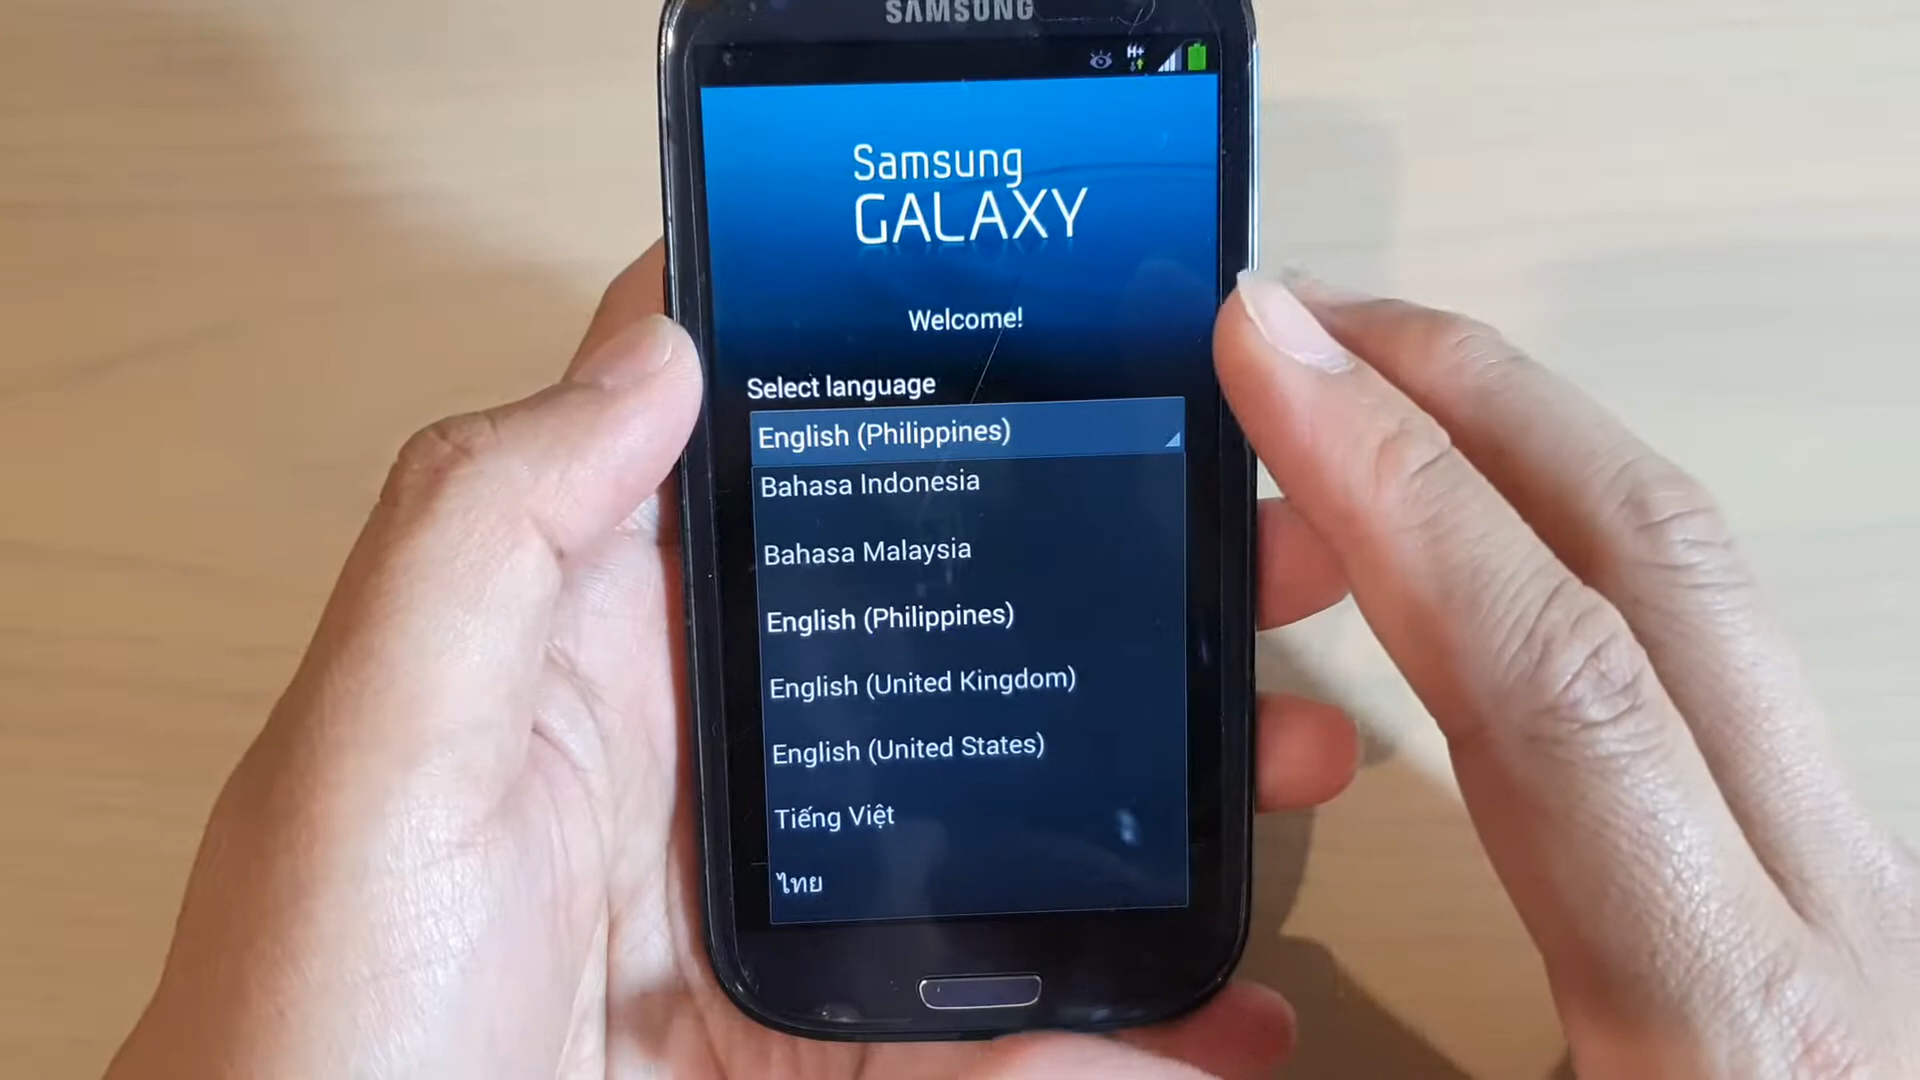 SAMSUNG
H+
Samsung
GALAXY
Welcome!
Select language
English (Philippines)
Bahasa Indonesia
Bahasa Malaysia
English (Philippines)
English (United Kingdom)
English (United States)
Tiếng Việt
ไทย